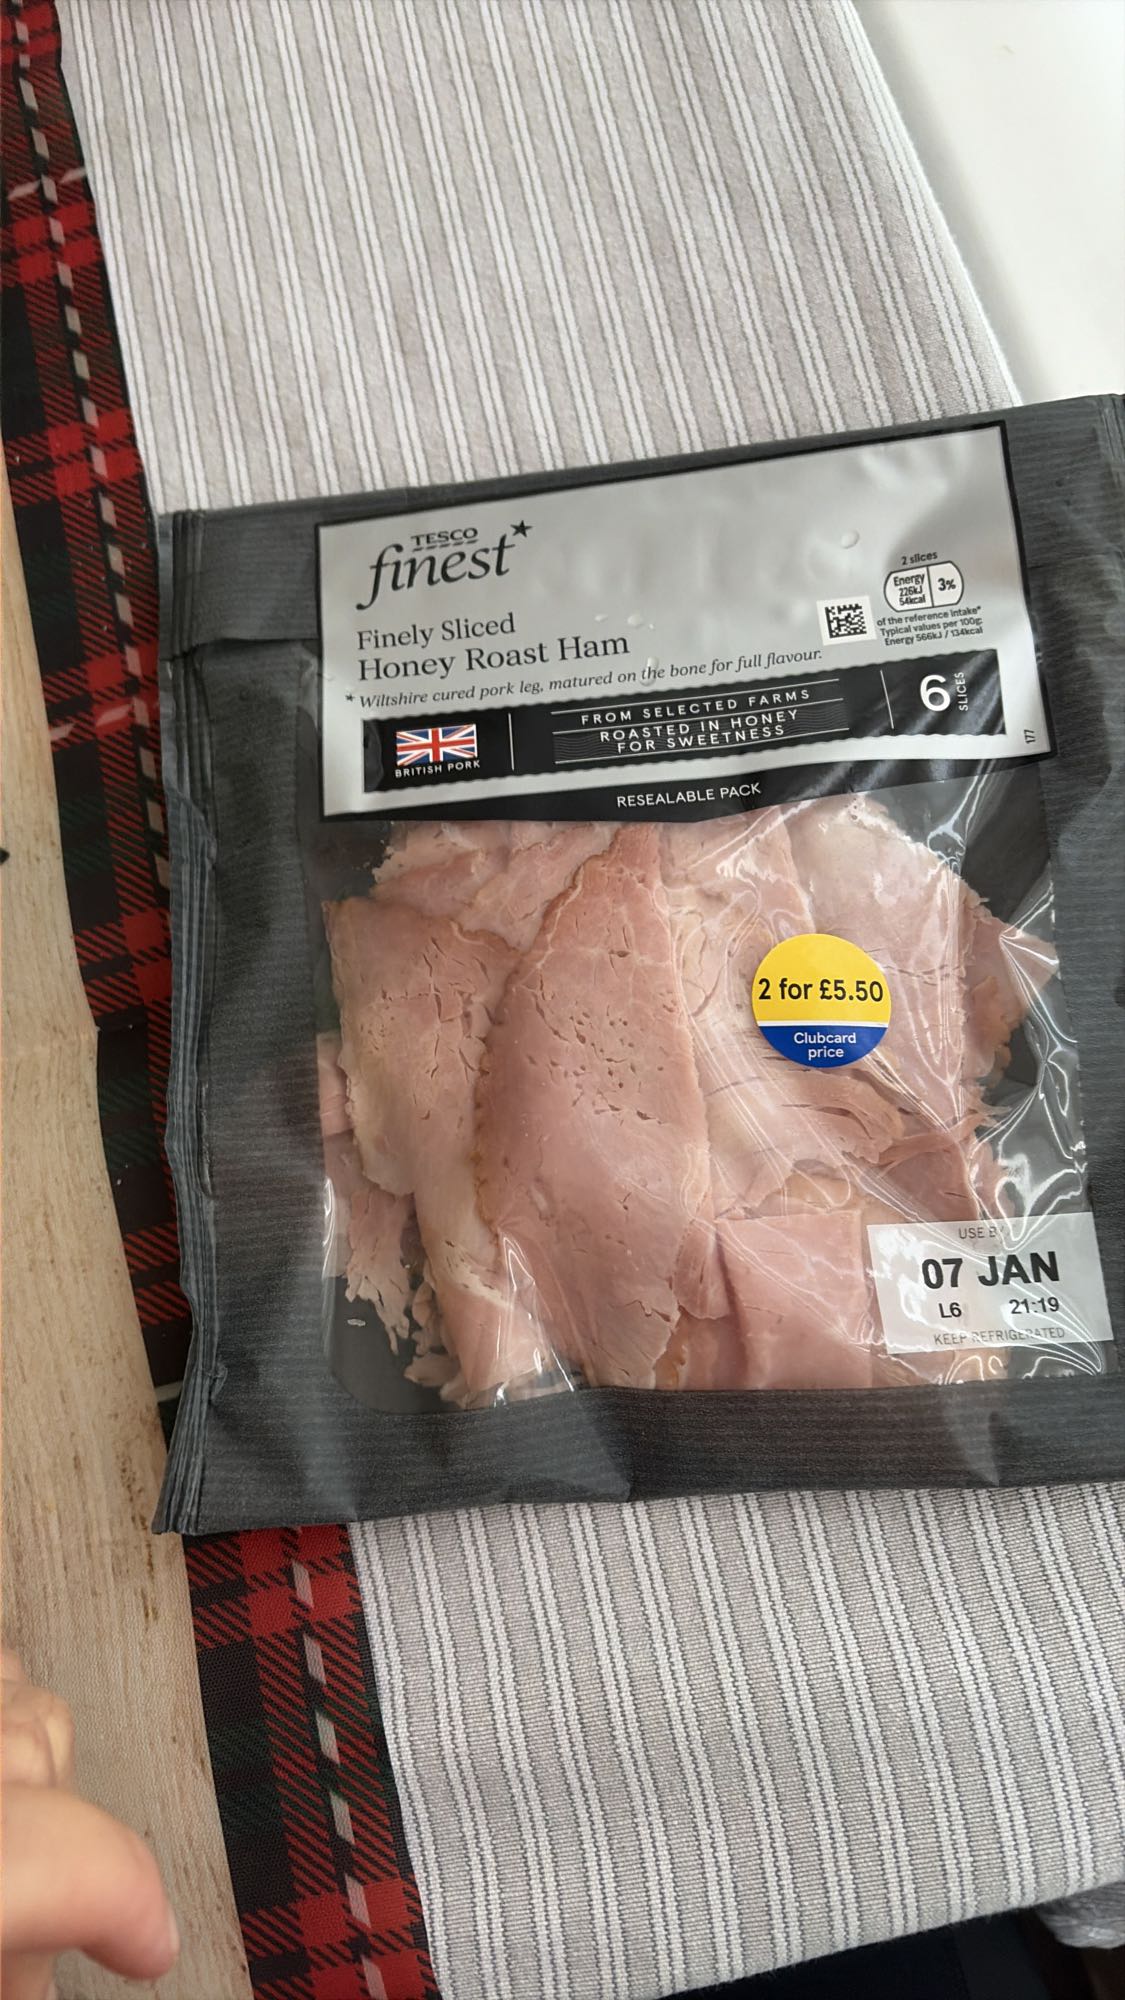 TESCO
finest*
Finely Sliced
Honey Roast Ham
* Wiltshire cured pork leg, matured on the bone for full flavour.
2 slices
Energy
226kJ
54kcal
3%
of the reference intake*
Typical values per 100g:
Energy 566kJ / 134kcal
BRITISH PORK
FROM SELECTED FARMS
ROASTED IN HONEY
FOR SWEETNESS
6 SLICES
177
RESEALABLE PACK
2 for £5.50
Clubcard
price
USE BY
07 JAN
L6 21:19
KEEP REFRIGERATED